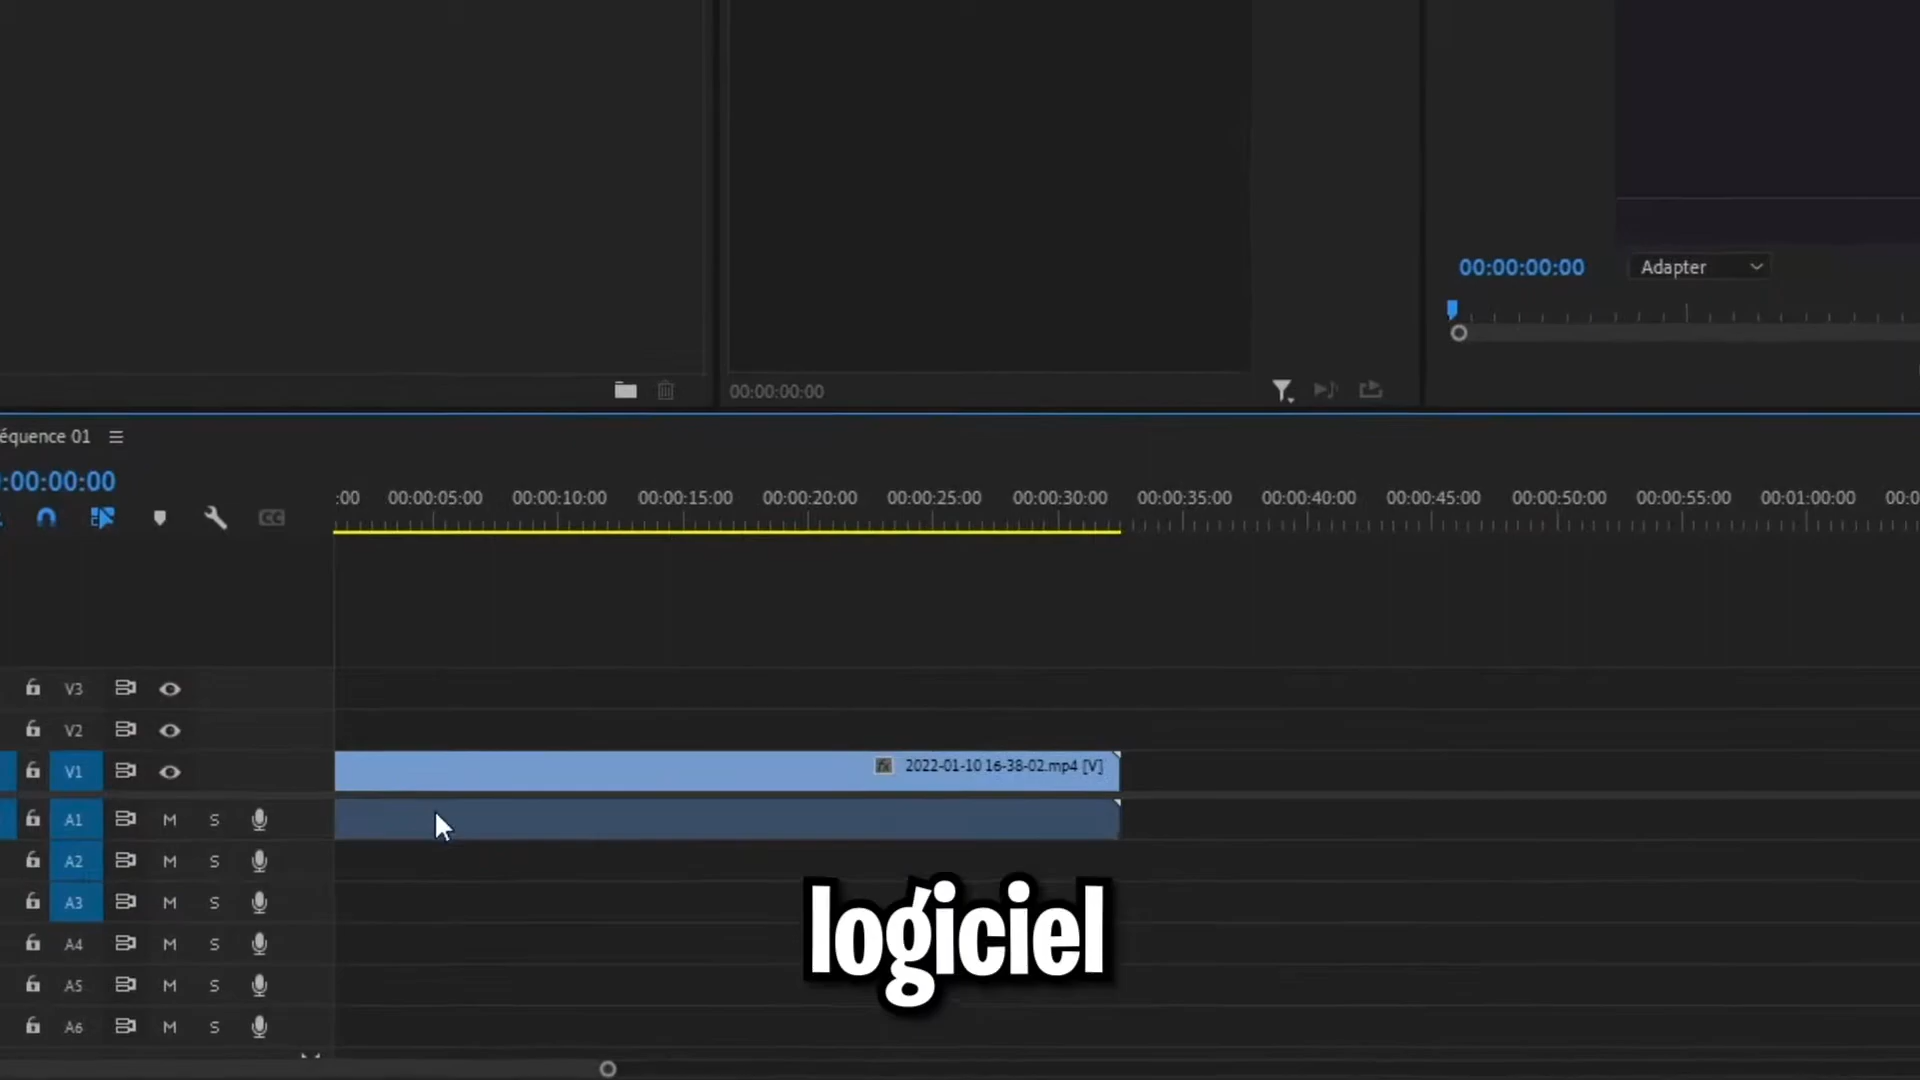 00:00:00:00
Adapter
00:00:00:00
équence 01
:00:00:00
:00 00:00:05:00 00:00:10:00 00:00:15:00 00:00:20:00 00:00:25:00 00:00:30:00 00:00:35:00 00:00:40:00 00:00:45:00 00:00:50:00 00:00:55:00 00:01:00:00 00:0
CC
V3
V2
V1 fx 2022-01-10 16-38-02.mp4 [V]
A1 M S
A2 M S
A3 M S
logiciel
A4 M S
A5 M S
A6 M S